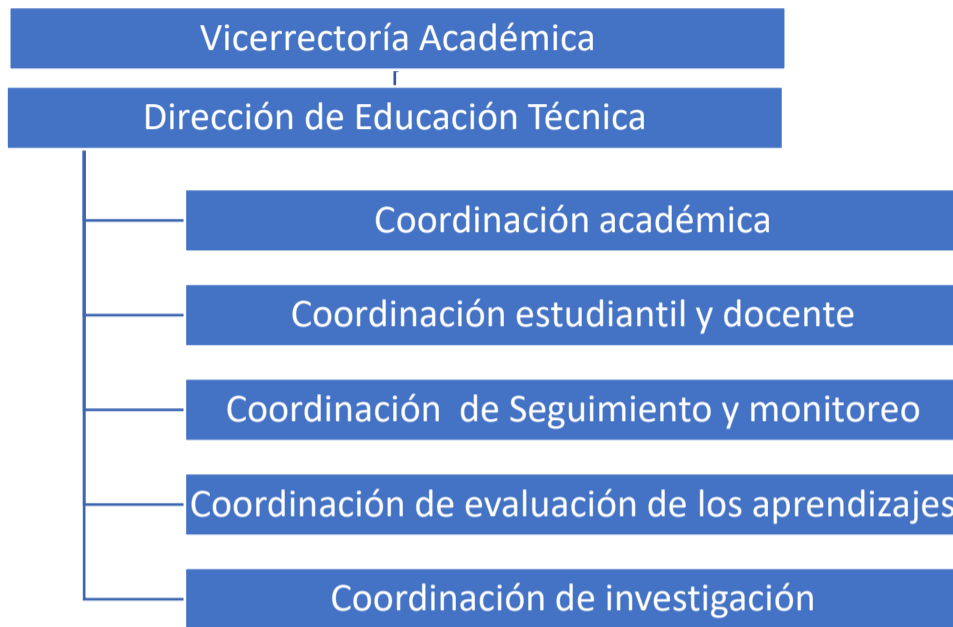 Vicerrectoría Académica
Dirección de Educación Técnica
Coordinación académica
Coordinación estudiantil y docente
Coordinación  de Seguimiento y monitoreo
Coordinación de evaluación de los aprendizajes
Coordinación de investigación